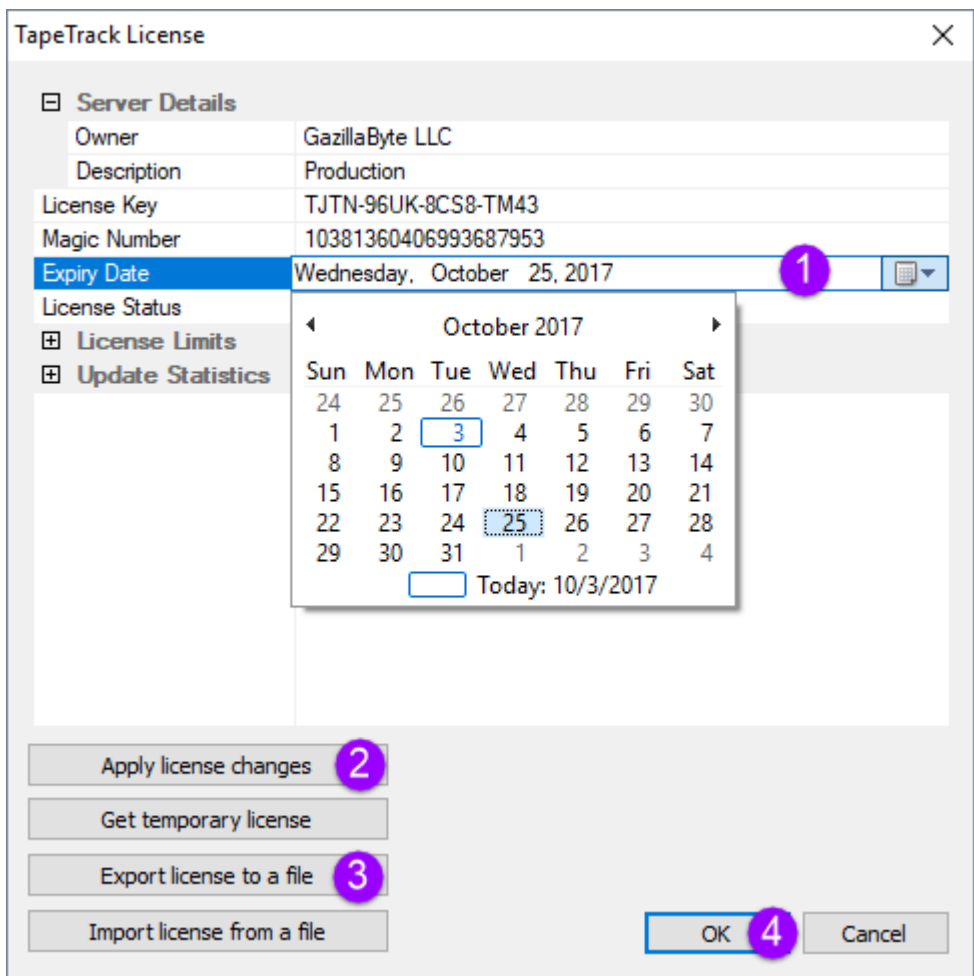 TapeTrack License
Server Details
Owner GazillaByte LLC
Description Production
License Key TJTN-96UK-8CS8-TM43
Magic Number 10381360406993687953
Expiry Date Wednesday, October 25, 2017 1
License Status
License Limits
Update Statistics
October 2017
Sun Mon Tue Wed Thu Fri Sat
24 25 26 27 28 29 30
1 2 3 4 5 6 7
8 9 10 11 12 13 14
15 16 17 18 19 20 21
22 23 24 25 26 27 28
29 30 31 1 2 3 4
Today: 10/3/2017
Apply license changes 2
Get temporary license
Export license to a file 3
Import license from a file
OK 4 Cancel